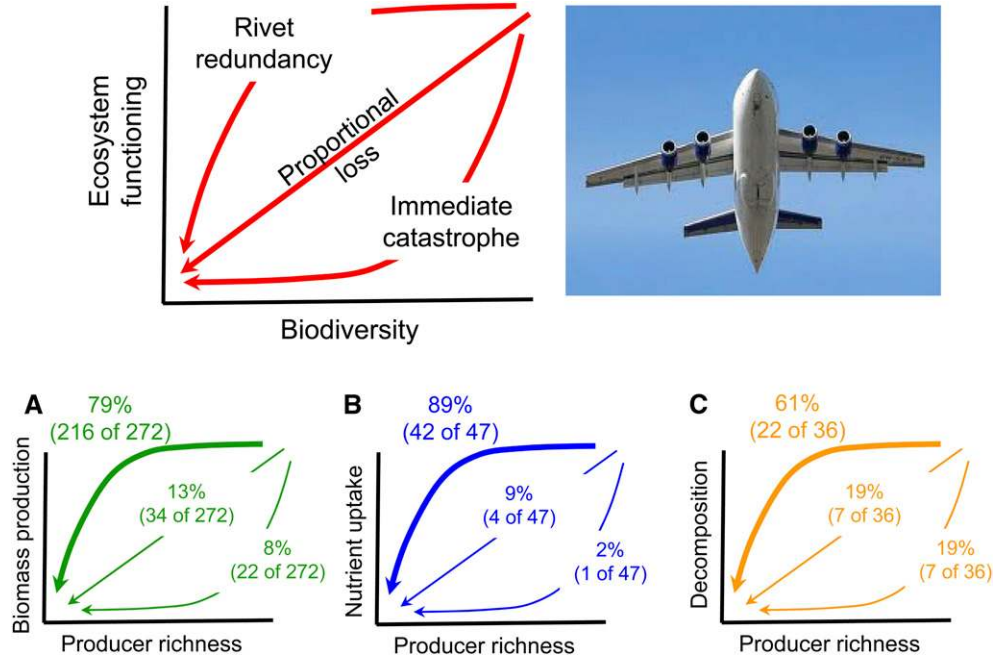 Ecosystem
functioning
Rivet
redundancy
Proportional
loss
Immediate
catastrophe
Biodiversity
A
79%
(216 of 272)
Biomass production
13%
(34 of 272)
8%
(22 of 272)
Producer richness
B
89%
(42 of 47)
Nutrient uptake
9%
(4 of 47)
2%
(1 of 47)
Producer richness
C
61%
(22 of 36)
Decomposition
19%
(7 of 36)
19%
(7 of 36)
Producer richness